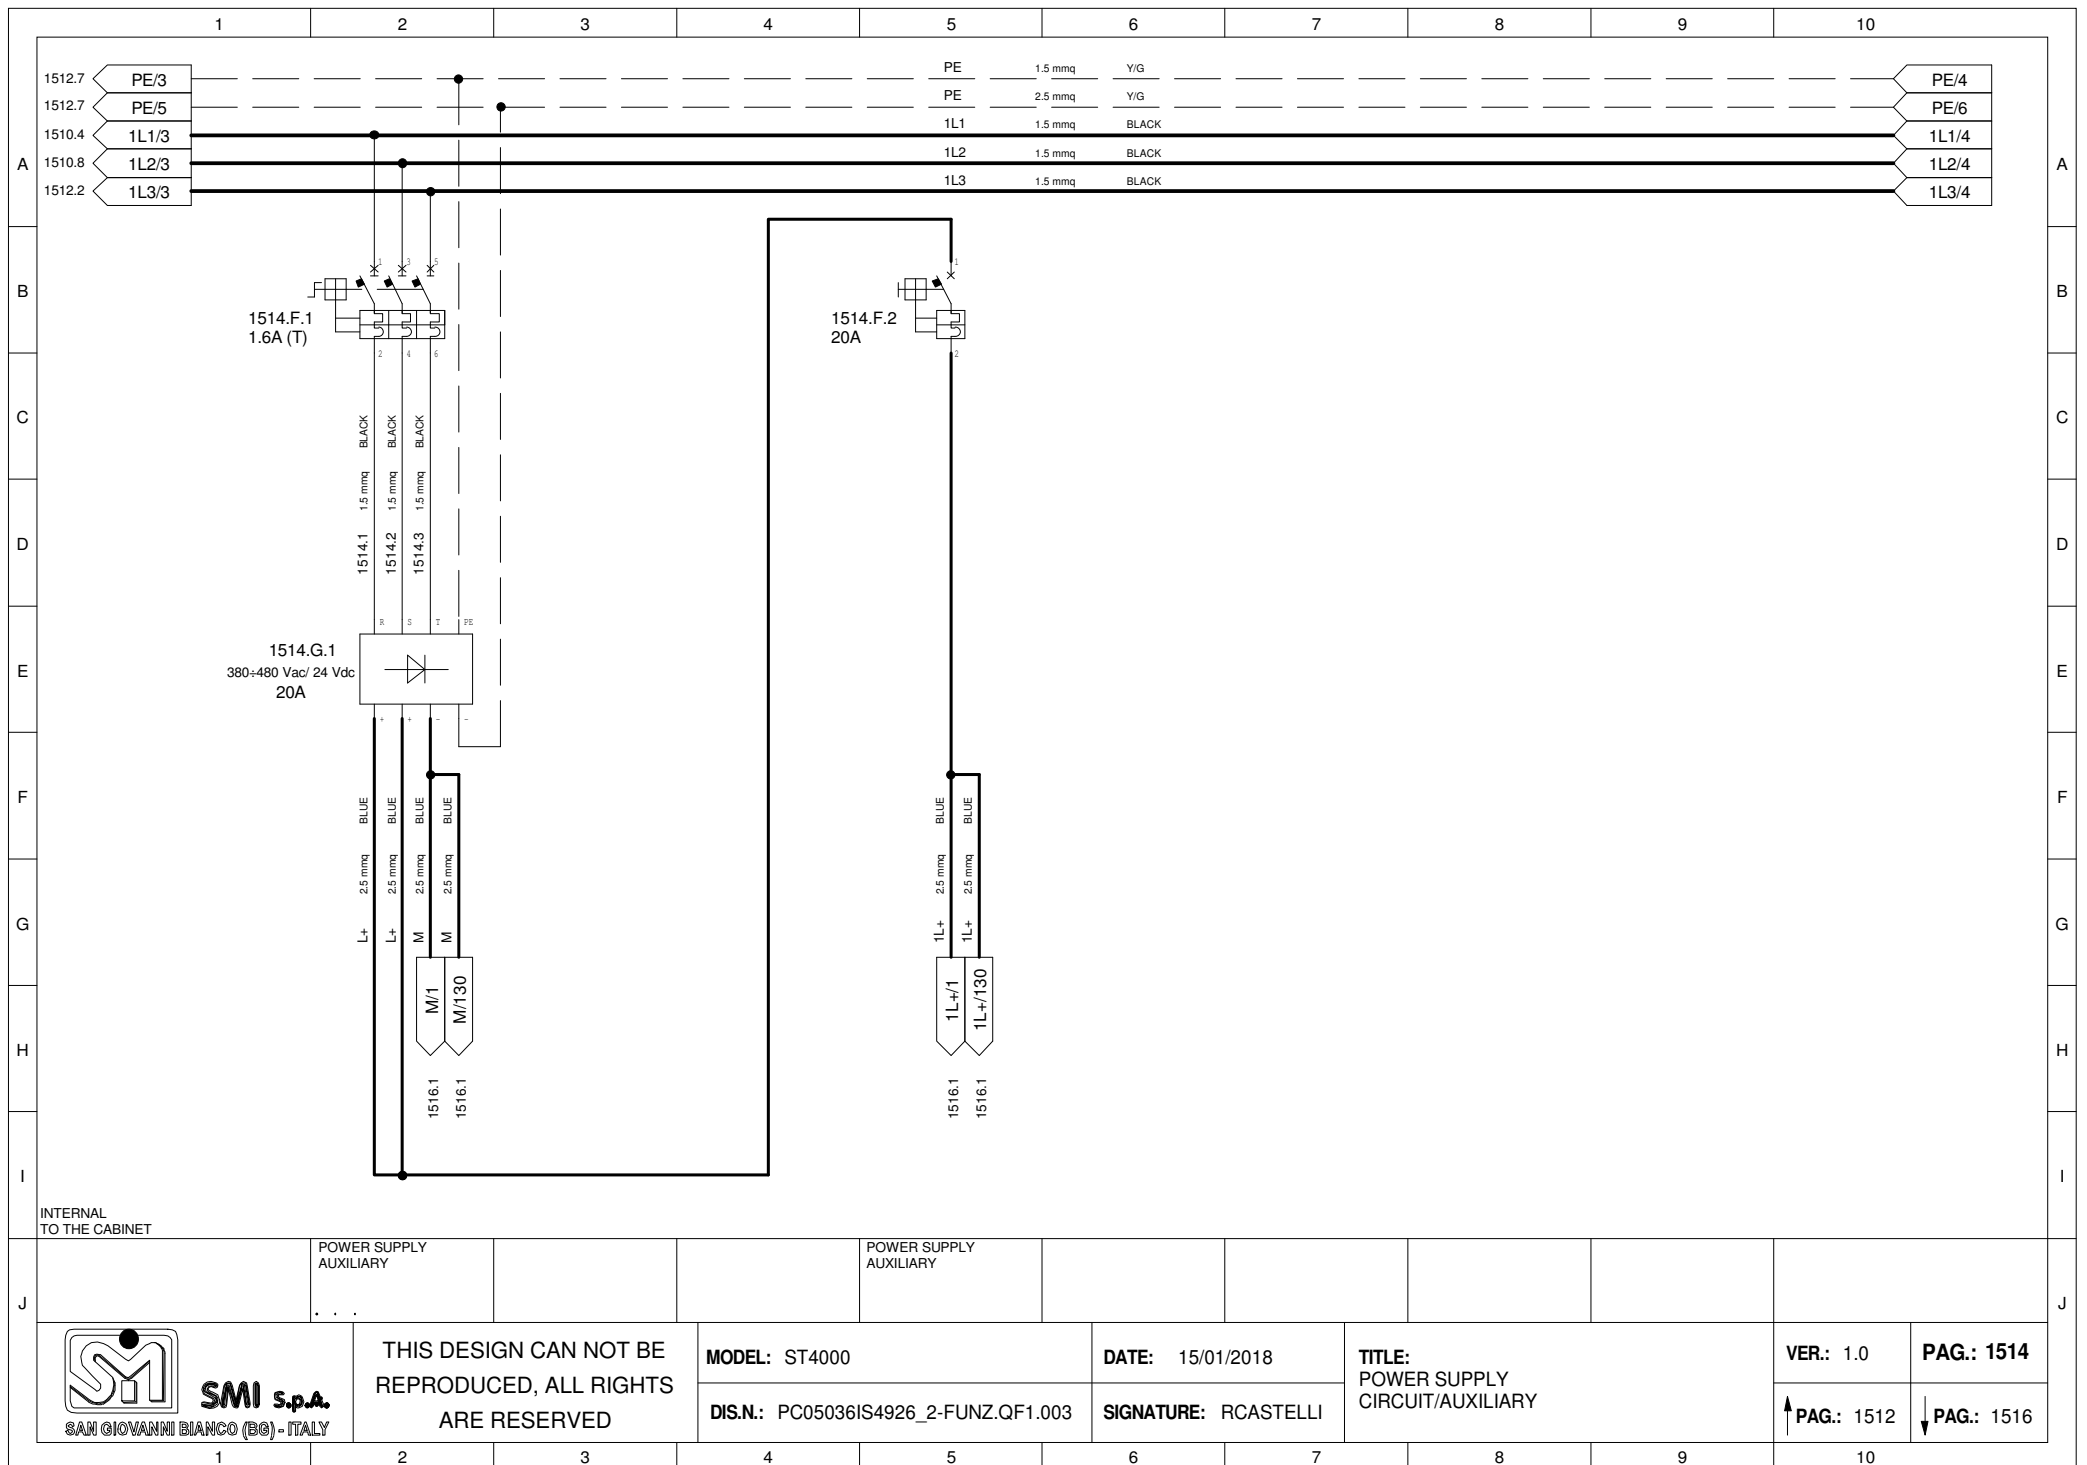 1 2 3 4 5 6 7 8 9 10
1512.7 PE/3 PE 1.5 mmq Y/G PE/4
1512.7 PE/5 PE 2.5 mmq Y/G PE/6
1510.4 1L1/3 1L1 1.5 mmq BLACK 1L1/4
A 1510.8 1L2/3 1L2 1.5 mmq BLACK 1L2/4 A
1512.2 1L3/3 1L3 1.5 mmq BLACK 1L3/4
1 3 5 1
B B
1514.F.1 1514.F.2
1.6A (T) 20A
2 4 6 2
C C
BLACK BLACK BLACK
1.5 mmq 1.5 mmq 1.5 mmq
D D
1514.1 1514.2 1514.3
R S T PE
1514.G.1
380÷480 Vac/ 24 Vdc
20A
E E
+ + - -
F F
BLUE BLUE BLUE BLUE BLUE BLUE
2.5 mmq 2.5 mmq 2.5 mmq 2.5 mmq 2.5 mmq 2.5 mmq
G G
L+ L+ M M 1L+ 1L+
M/1 M/130 1L+/1 1L+/130
H H
1516.1 1516.1 1516.1 1516.1
I I
INTERNAL
TO THE CABINET
POWER SUPPLY
AUXILIARY
. . .
POWER SUPPLY
AUXILIARY
J J
SMI
SMI S.p.A.
SAN GIOVANNI BIANCO (BG) - ITALY
THIS DESIGN CAN NOT BE
REPRODUCED, ALL RIGHTS
ARE RESERVED
MODEL: ST4000
DIS.N.: PC05036IS4926_2-FUNZ.QF1.003
DATE: 15/01/2018
SIGNATURE: RCASTELLI
TITLE:
POWER SUPPLY
CIRCUIT/AUXILIARY
VER.: 1.0
PAG.: 1514
PAG.: 1512
PAG.: 1516
1 2 3 4 5 6 7 8 9 10